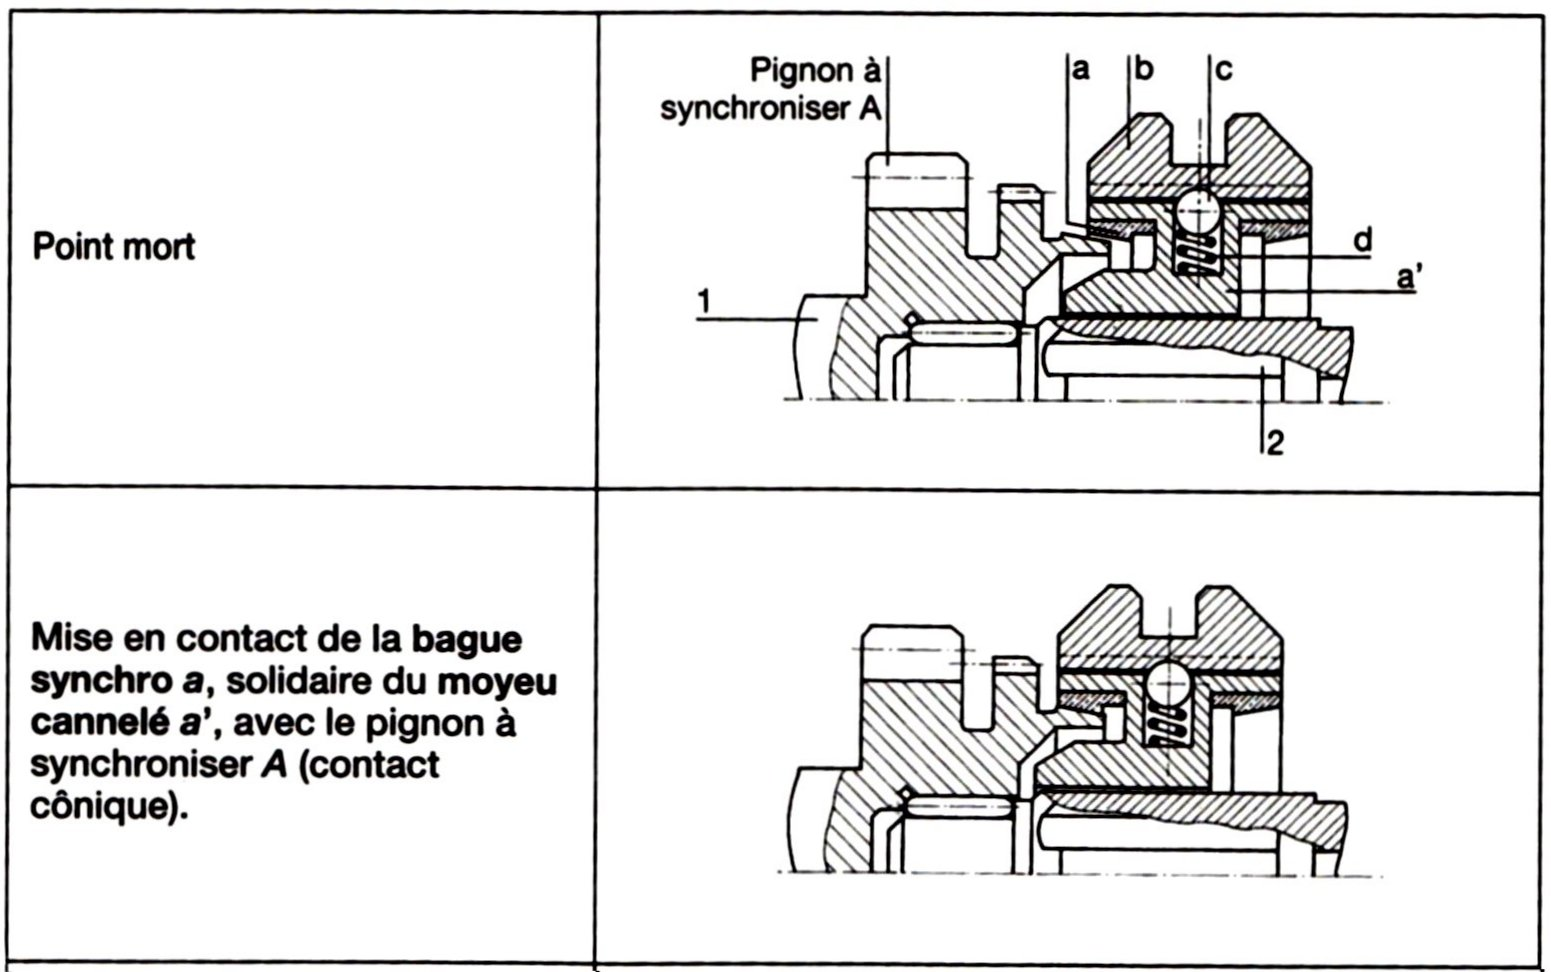 Pignon à
synchroniser A
a
b
c
Point mort
d
a'
1
2
Mise en contact de la bague
synchro a, solidaire du moyeu
cannelé a', avec le pignon à
synchroniser A (contact
cônique).